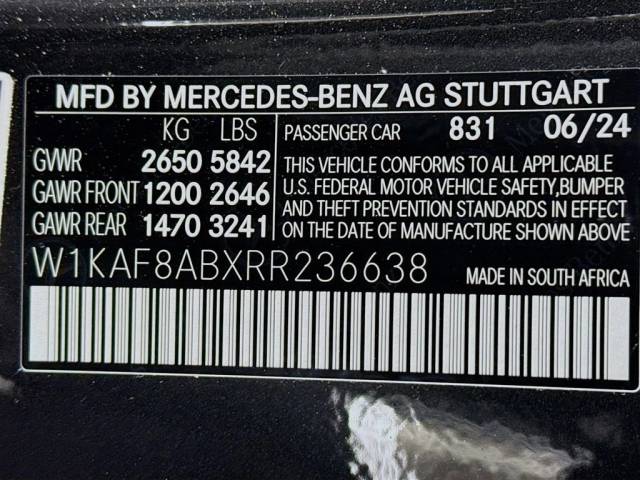 MFD BY MERCEDES-BENZ AG STUTTGART
KG LBS
GVWR 2650 5842
GAWR FRONT 1200 2646
GAWR REAR 1470 3241
PASSENGER CAR 831 06/24
THIS VEHICLE CONFORMS TO ALL APPLICABLE
U.S. FEDERAL MOTOR VEHICLE SAFETY,BUMPER
AND THEFT PREVENTION STANDARDS IN EFFECT
ON THE DATE OF MANUFACTURE SHOWN ABOVE.
W1KAF8ABXRR236638 MADE IN SOUTH AFRICA